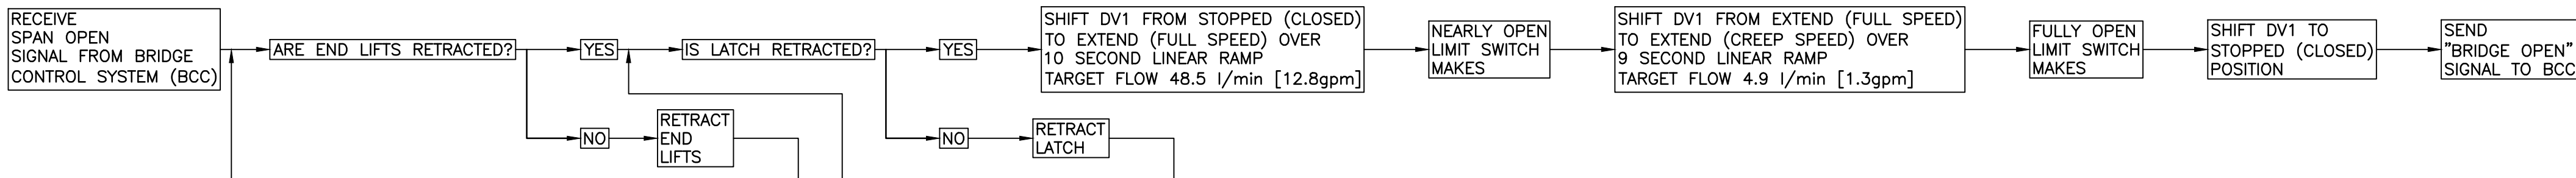 RECEIVE
SPAN OPEN
SIGNAL FROM BRIDGE
CONTROL SYSTEM (BCC)
ARE END LIFTS RETRACTED?
YES
IS LATCH RETRACTED?
YES
SHIFT DV1 FROM STOPPED (CLOSED)
TO EXTEND (FULL SPEED) OVER
10 SECOND LINEAR RAMP
TARGET FLOW 48.5 l/min [12.8gpm]
NEARLY OPEN
LIMIT SWITCH
MAKES
SHIFT DV1 FROM EXTEND (FULL SPEED)
TO EXTEND (CREEP SPEED) OVER
9 SECOND LINEAR RAMP
TARGET FLOW 4.9 l/min [1.3gpm]
FULLY OPEN
LIMIT SWITCH
MAKES
SHIFT DV1 TO
STOPPED (CLOSED)
POSITION
SEND
"BRIDGE OPEN"
SIGNAL TO BCC
NO
RETRACT
END
LIFTS
NO
RETRACT
LATCH